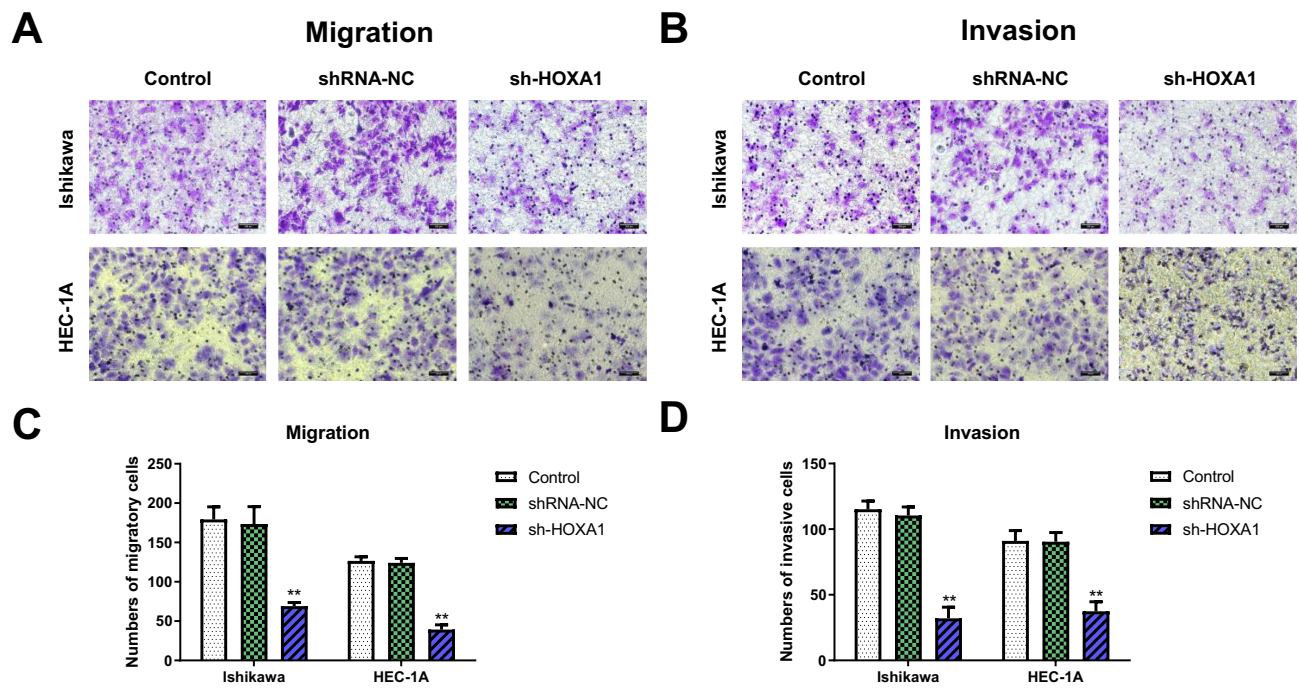 A
Migration
Control
shRNA-NC
sh-HOXA1
Ishikawa
HEC-1A
B
Invasion
Control
shRNA-NC
sh-HOXA1
Ishikawa
HEC-1A
C
Migration
Numbers of migratory cells
250
200
150
100
50
0
**
**
Ishikawa
HEC-1A
Control
shRNA-NC
sh-HOXA1
D
Invasion
Numbers of invasive cells
150
100
50
0
**
**
Ishikawa
HEC-1A
Control
shRNA-NC
sh-HOXA1